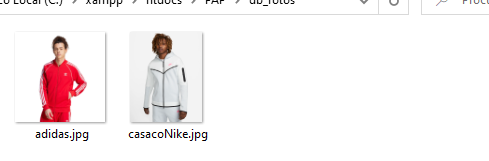 Local (C:) > xampp > htdocs > PAP > db_fotos
adidas.jpg casacoNike.jpg